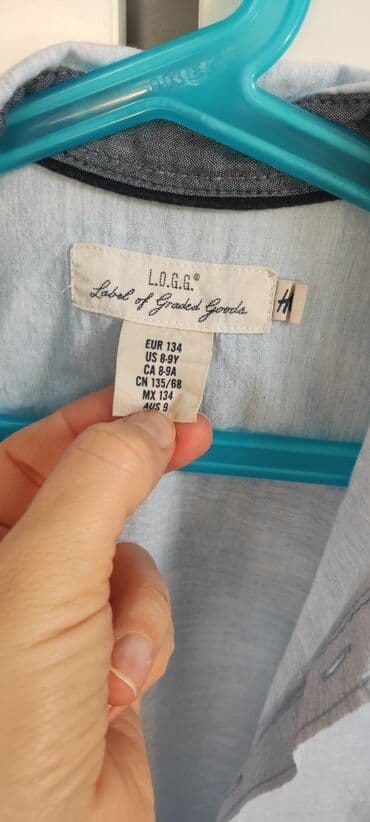 L.O.G.G.®
Label of Graded Goods
H
EUR 134
US 8-9Y
CA 8-9A
CN 135/68
MX 134
AUS 9